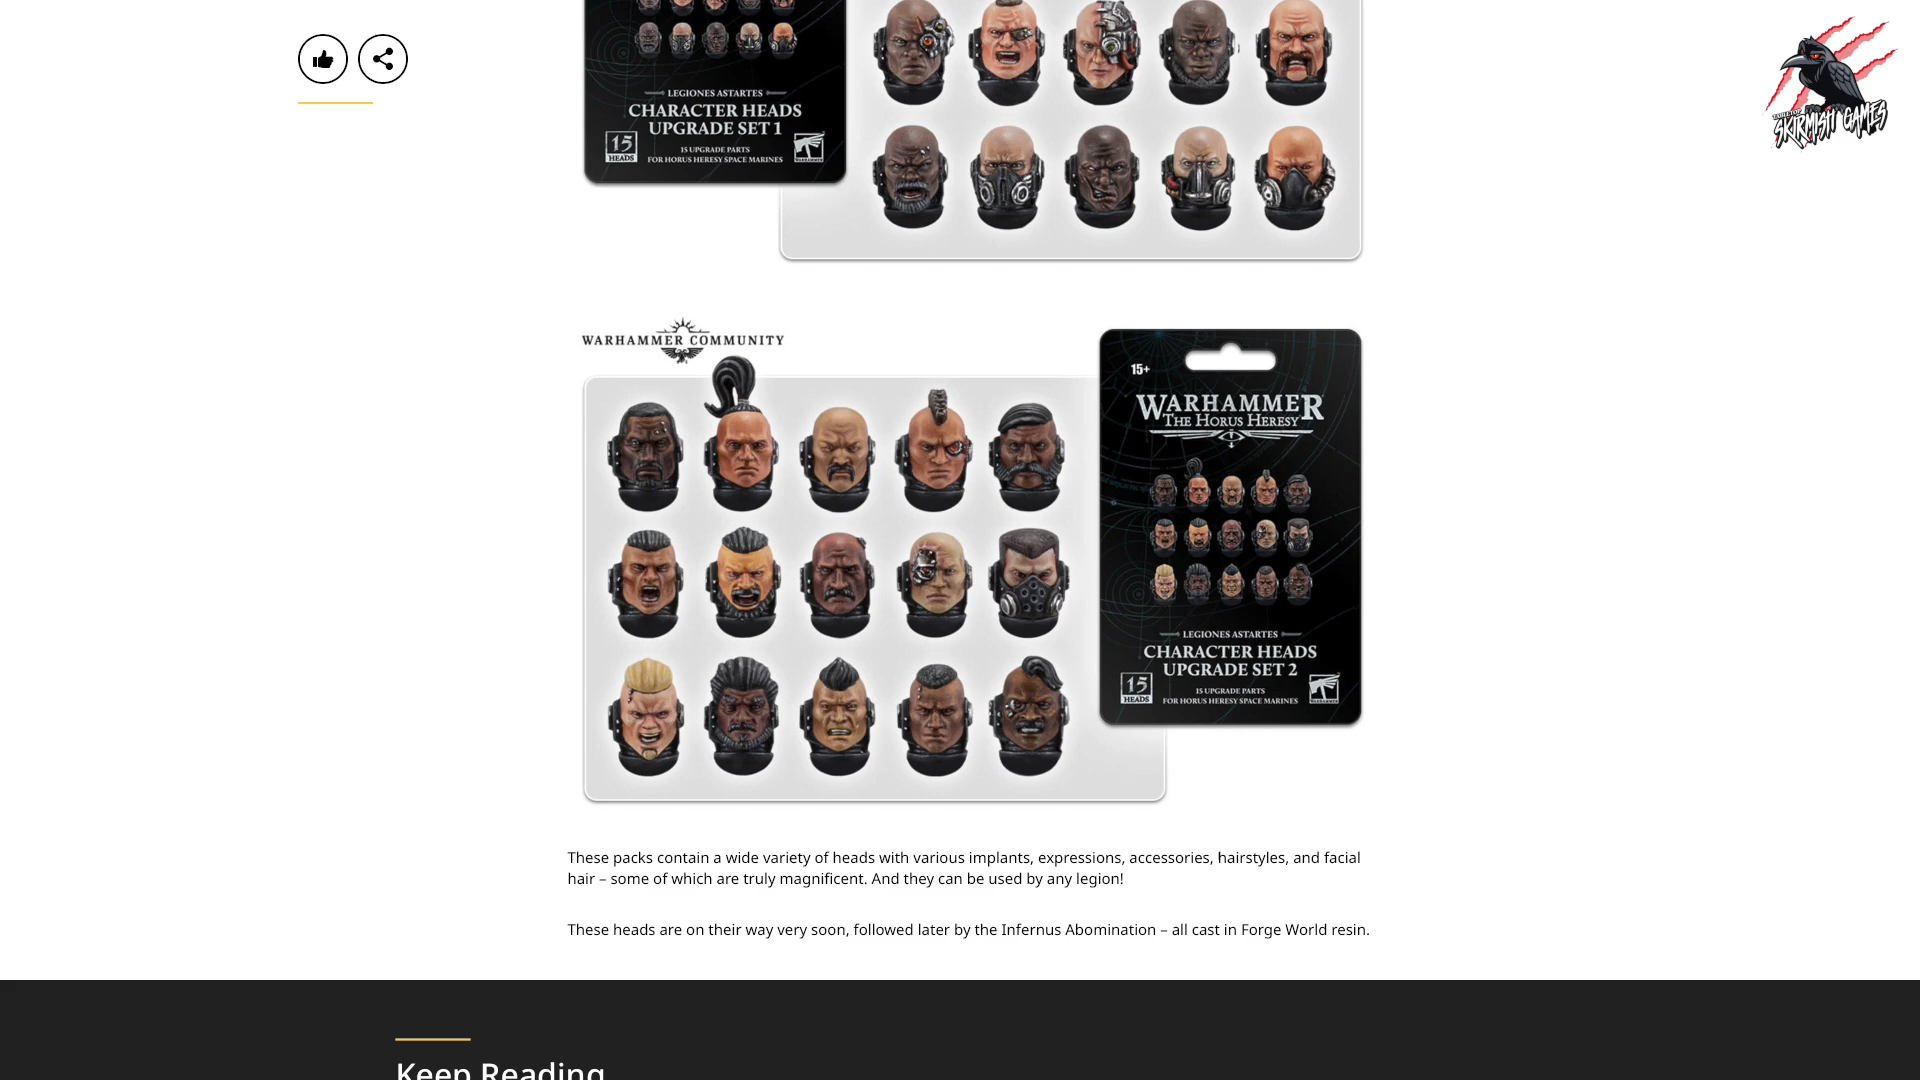 LEGIONES ASTARTES
CHARACTER HEADS
UPGRADE SET 1
15
HEADS
15 UPGRADE PARTS
FOR HORUS HERESY SPACE MARINES
WARHAMMER
SKIRMISH GAMES
WARHAMMER COMMUNITY
15+
WARHAMMER
THE HORUS HERESY
LEGIONES ASTARTES
CHARACTER HEADS
UPGRADE SET 2
15
HEADS
15 UPGRADE PARTS
FOR HORUS HERESY SPACE MARINES
WARHAMMER
These packs contain a wide variety of heads with various implants, expressions, accessories, hairstyles, and facial
hair – some of which are truly magnificent. And they can be used by any legion!
These heads are on their way very soon, followed later by the Infernus Abomination – all cast in Forge World resin.
Keep Reading